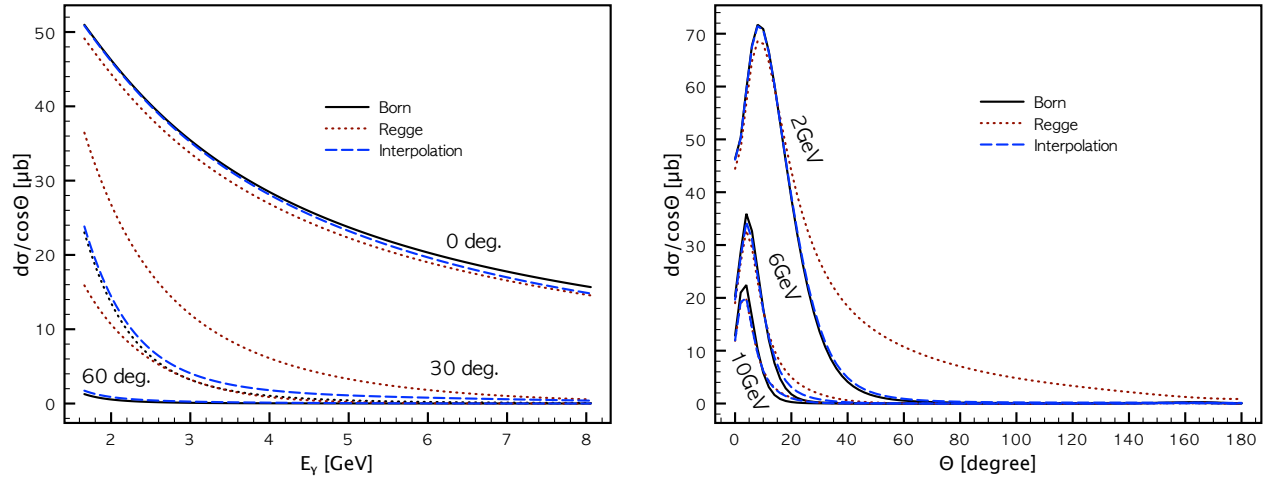 50
40
30
20
10
0
dσ/cosΘ [μb]
Born
Regge
Interpolation
0 deg.
30 deg.
60 deg.
2 3 4 5 6 7 8
Eγ [GeV]
70
60
50
40
30
20
10
0
dσ/cosΘ [μb]
Born
Regge
Interpolation
2GeV
6GeV
10GeV
0 20 40 60 80 100 120 140 160 180
Θ [degree]